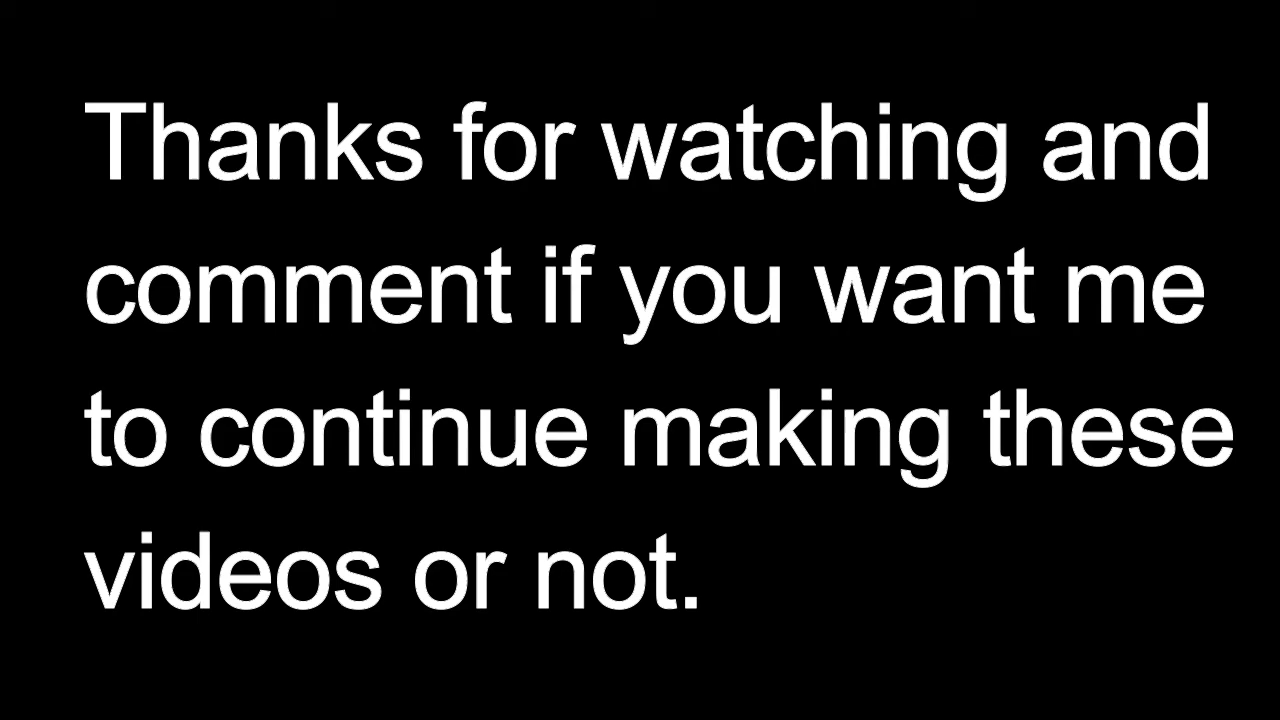 Thanks for watching and
comment if you want me
to continue making these
videos or not.